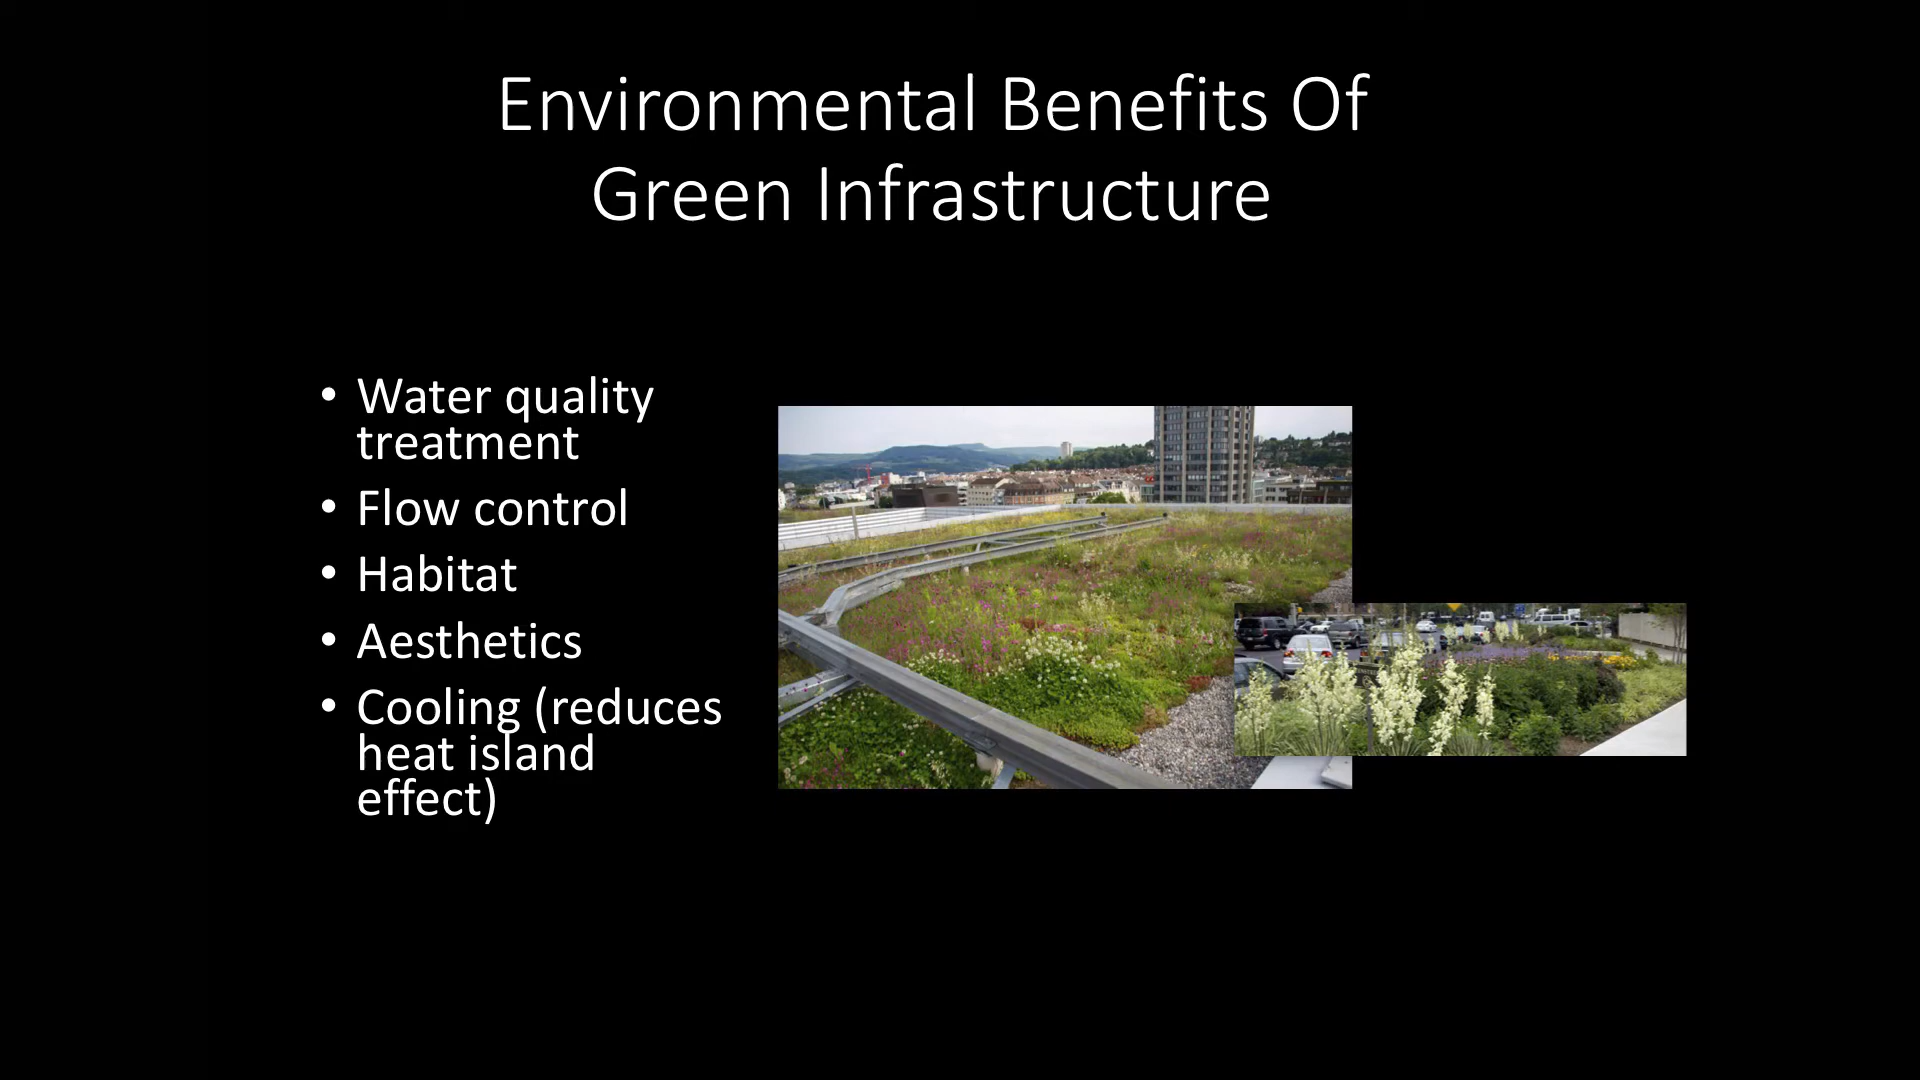 Environmental Benefits Of
Green Infrastructure
• Water quality
treatment
• Flow control
• Habitat
• Aesthetics
• Cooling (reduces
heat island
effect)